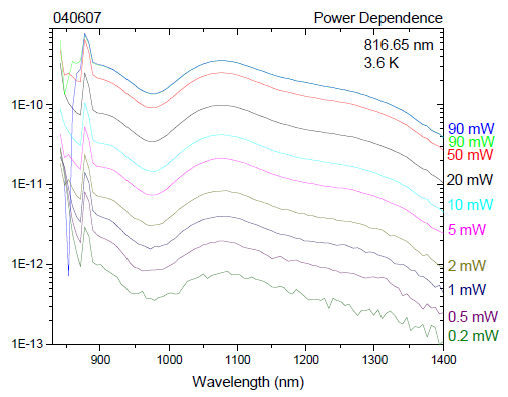 040607 Power Dependence
816.65 nm
3.6 K
1E-10
1E-11
1E-12
1E-13
90 mW
90 mW
50 mW
20 mW
10 mW
5 mW
2 mW
1 mW
0.5 mW
0.2 mW
900 1000 1100 1200 1300 1400
Wavelength (nm)